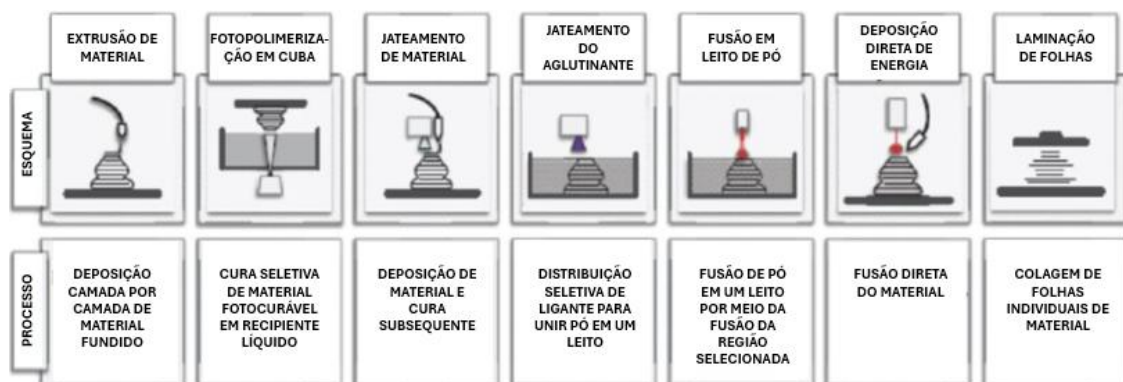 EXTRUSÃO DE
MATERIAL
FOTOPOLIMERIZA-
ÇÃO EM CUBA
JATEAMENTO
DE MATERIAL
JATEAMENTO
DO
AGLUTINANTE
FUSÃO EM
LEITO DE PÓ
DEPOSIÇÃO
DIRETA DE
ENERGIA
LAMINAÇÃO
DE FOLHAS
ESQUEMA
PROCESSO
DEPOSIÇÃO
CAMADA POR
CAMADA DE
MATERIAL
FUNDIDO
CURA SELETIVA
DE MATERIAL
FOTOCURÁVEL
EM RECIPIENTE
LÍQUIDO
DEPOSIÇÃO DE
MATERIAL E
CURA
SUBSEQUENTE
DISTRIBUIÇÃO
SELETIVA DE
LIGANTE PARA
UNIR PÓ EM UM
LEITO
FUSÃO DE PÓ
EM UM LEITO
POR MEIO DA
FUSÃO DA
REGIÃO
SELECIONADA
FUSÃO DIRETA
DO MATERIAL
COLAGEM DE
FOLHAS
INDIVIDUAIS DE
MATERIAL